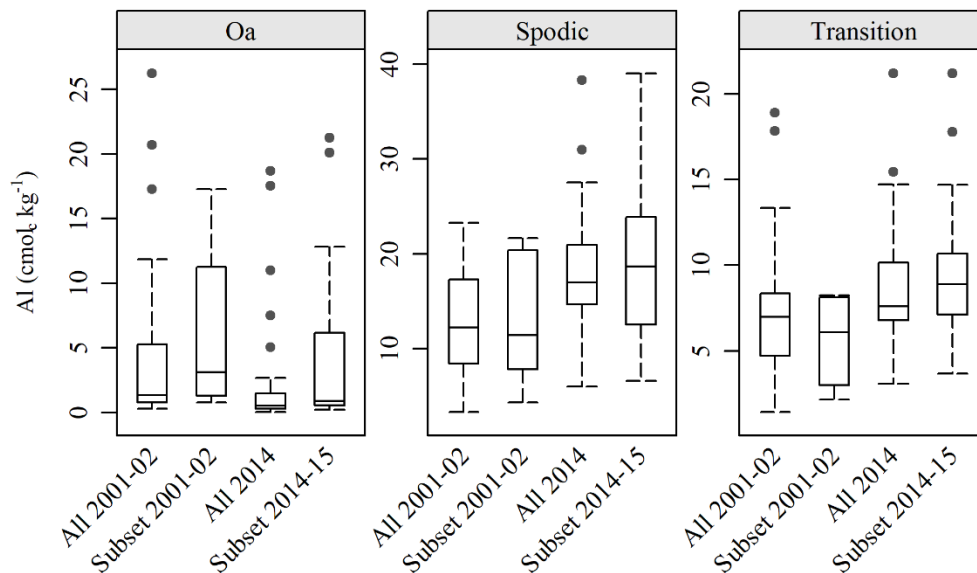 Oa
Spodic
Transition
Al (cmolc kg-1)
0
5
10
15
20
25
10
20
30
40
5
10
15
20
All 2001-02
Subset 2001-02
All 2014
Subset 2014-15
All 2001-02
Subset 2001-02
All 2014
Subset 2014-15
All 2001-02
Subset 2001-02
All 2014
Subset 2014-15